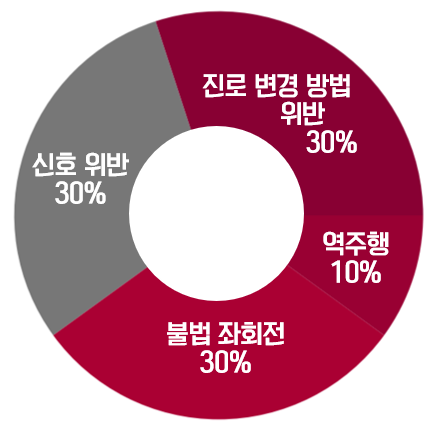 진로 변경 방법
위반
30%
신호 위반
30%
역주행
10%
불법 좌회전
30%